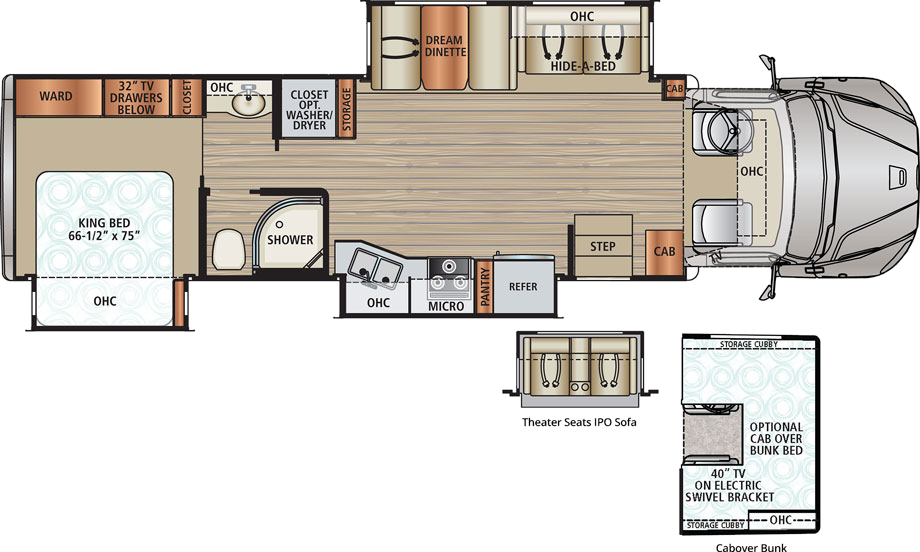 OHC
DREAM
DINETTE
HIDE-A-BED
WARD
32" TV
DRAWERS
BELOW
CLOSET
OHC
CLOSET
OPT.
WASHER/
DRYER
STORAGE
CAB
OHC
KING BED
66-1/2" x 75"
OHC
SHOWER
STEP
CAB
OHC
MICRO
PANTRY
REFER
Theater Seats IPO Sofa
STORAGE CUBBY
OPTIONAL
CAB OVER
BUNK BED
40" TV
ON ELECTRIC
SWIVEL BRACKET
STORAGE CUBBY
OHC
Cabover Bunk